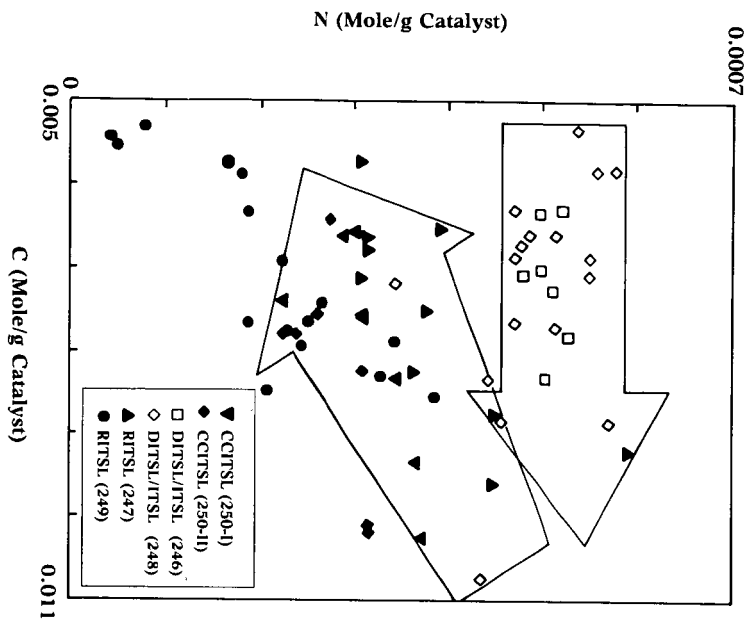 N (Mole/g Catalyst)
0.0007
0
0.005
C (Mole/g Catalyst)
0.011
CCITSL (250-I)
CCITSL (250-II)
DITSL/ITSL (246)
DITSL/ITSL (248)
RITSL (247)
RITSL (249)